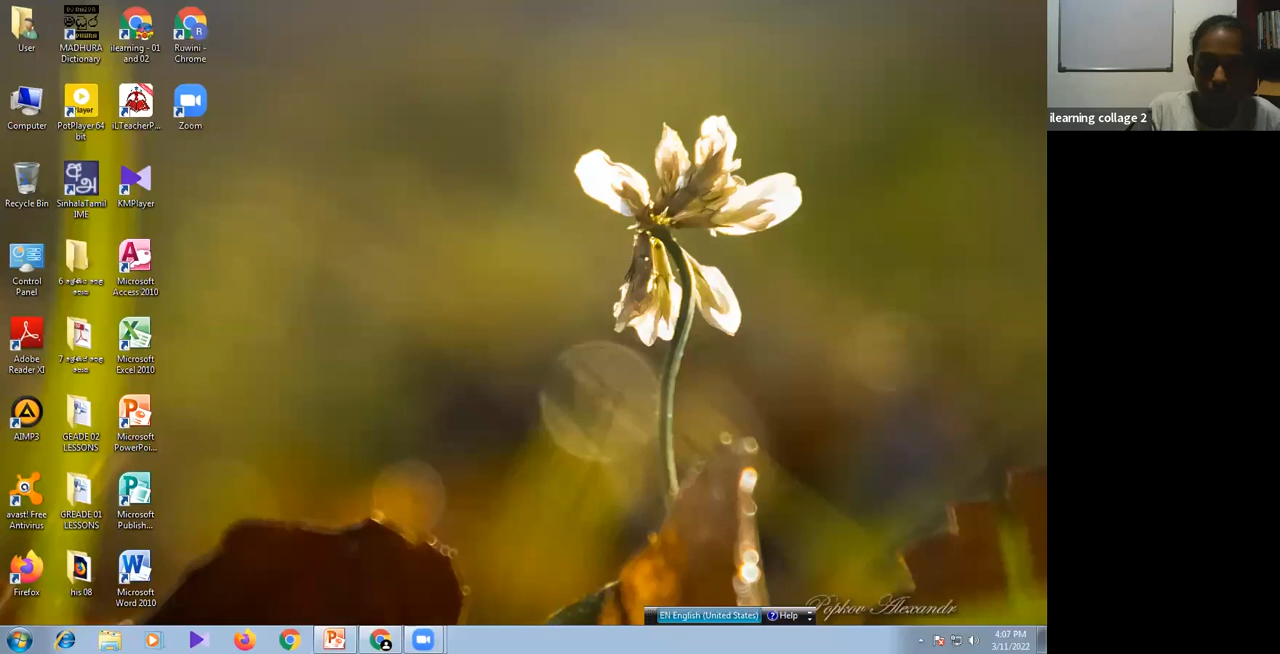 User
MADHURA
Dictionary
ilearning - 01
and 02
Ruwini -
Chrome
Computer
PotPlayer 64
bit
iLTeacherP...
Zoom
Recycle Bin
SinhalaTamil
IME
KMPlayer
Control
Panel
Microsoft
Access 2010
Adobe
Reader XI
Microsoft
Excel 2010
AIMP3
GEADE 02
LESSONS
Microsoft
PowerPoi...
avast! Free
Antivirus
GREADE 01
LESSONS
Microsoft
Publish...
Firefox
his 08
Microsoft
Word 2010
Popkov Alexandr
EN English (United States)
Help
4:07 PM
3/11/2022
ilearning collage 2